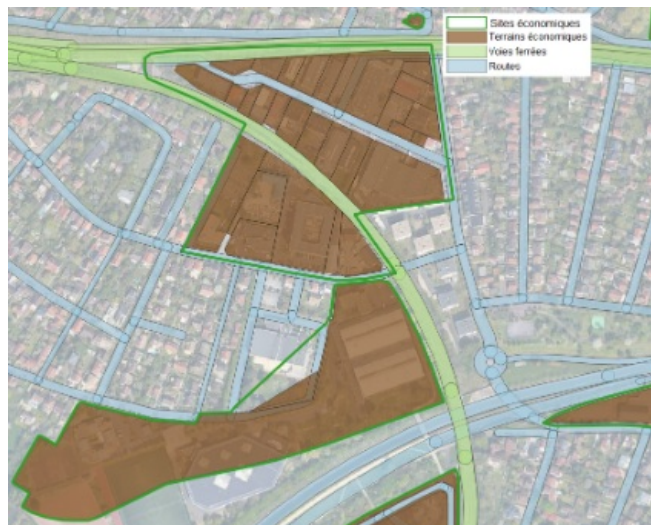 Sites économiques
Terrains économiques
Voies ferrées
Routes